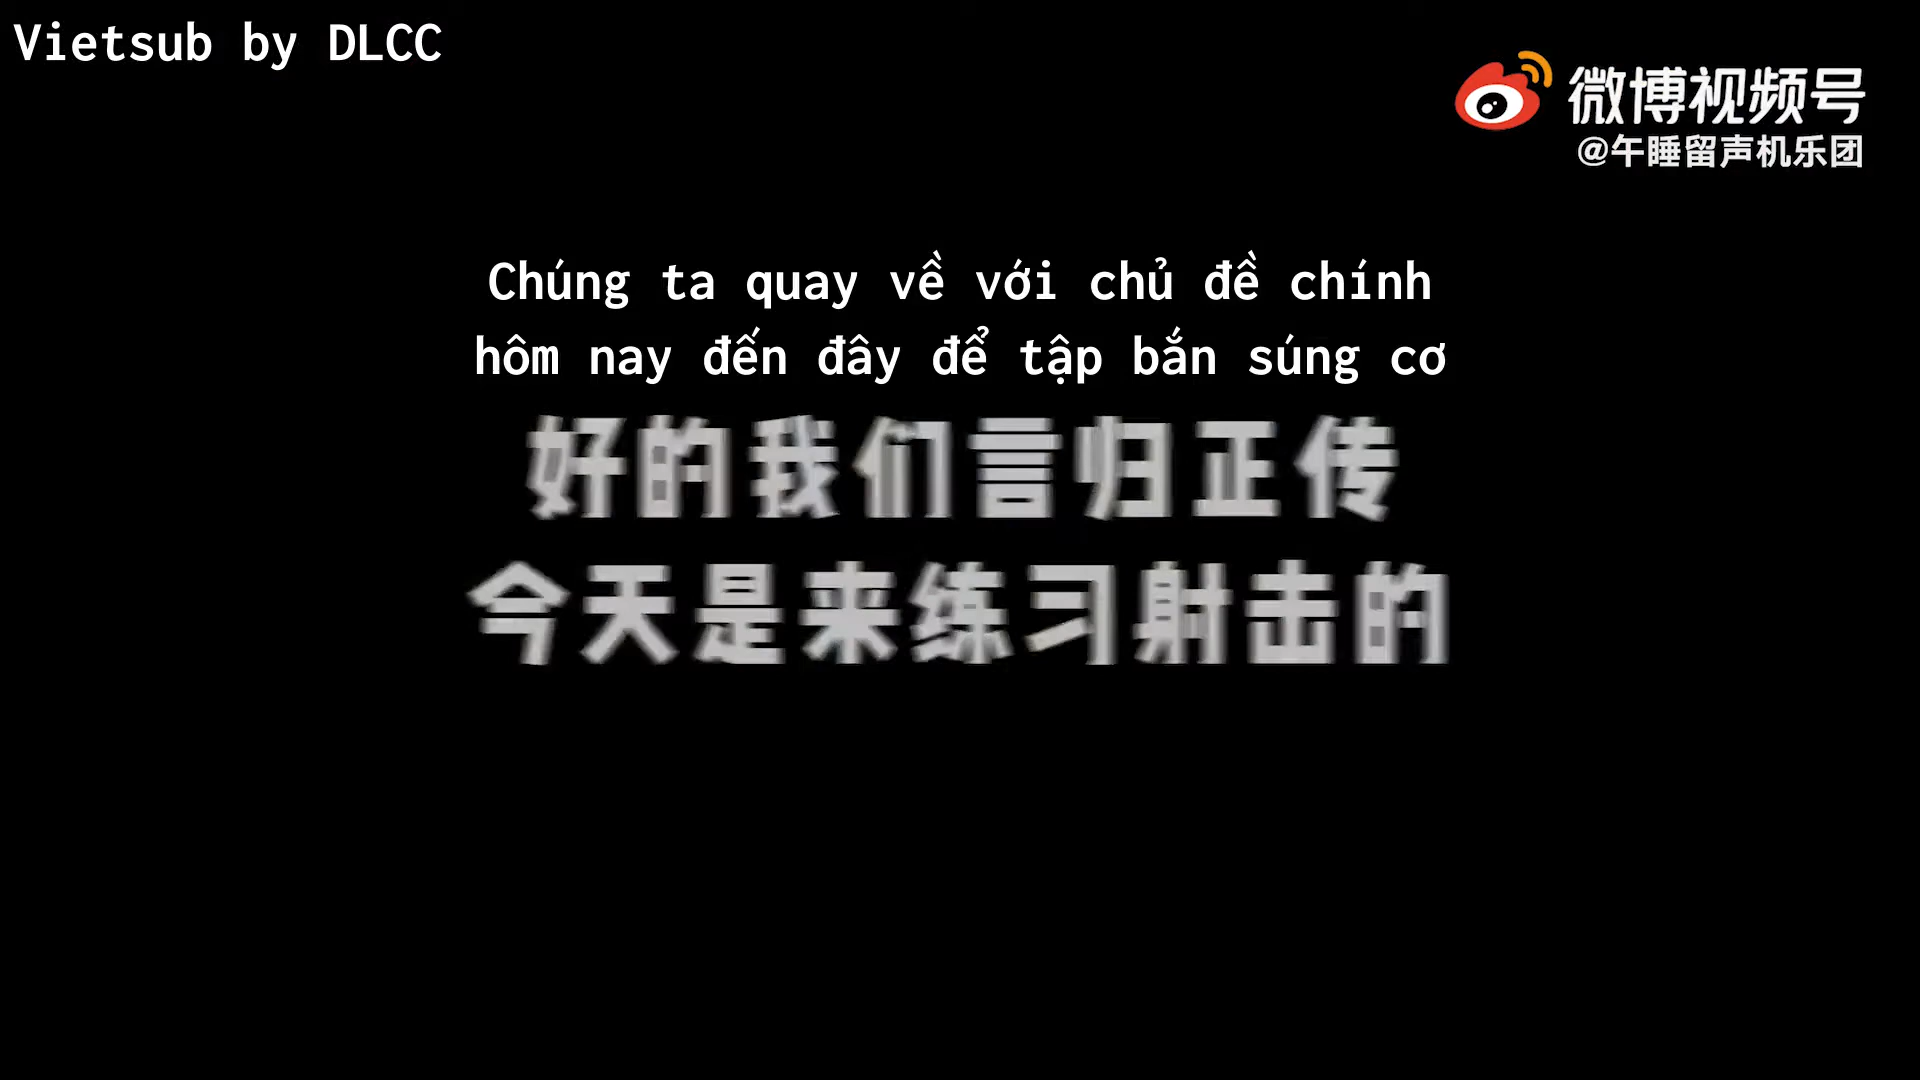 Vietsub by DLCC
微博视频号
@午睡留声机乐团
Chúng ta quay về với chủ đề chính
hôm nay đến đây để tập bắn súng cơ
好的我们言归正传
今天是来练习射击的